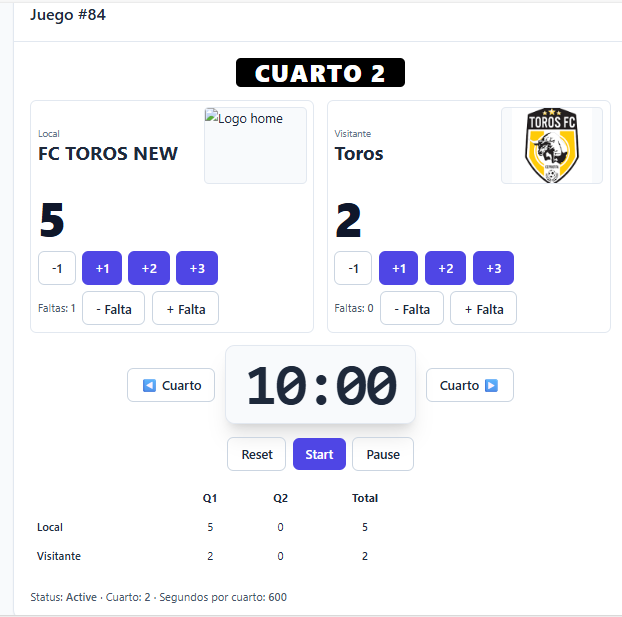 Juego #84
CUARTO 2
Local
FC TOROS NEW
Logo home
5
-1 +1 +2 +3
Faltas: 1 - Falta + Falta
Visitante
Toros
TOROS FC
2
-1 +1 +2 +3
Faltas: 0 - Falta + Falta
◀ Cuarto 10:00 Cuarto ▶
Reset Start Pause
Q1 Q2 Total
Local 5 0 5
Visitante 2 0 2
Status: Active · Cuarto: 2 · Segundos por cuarto: 600